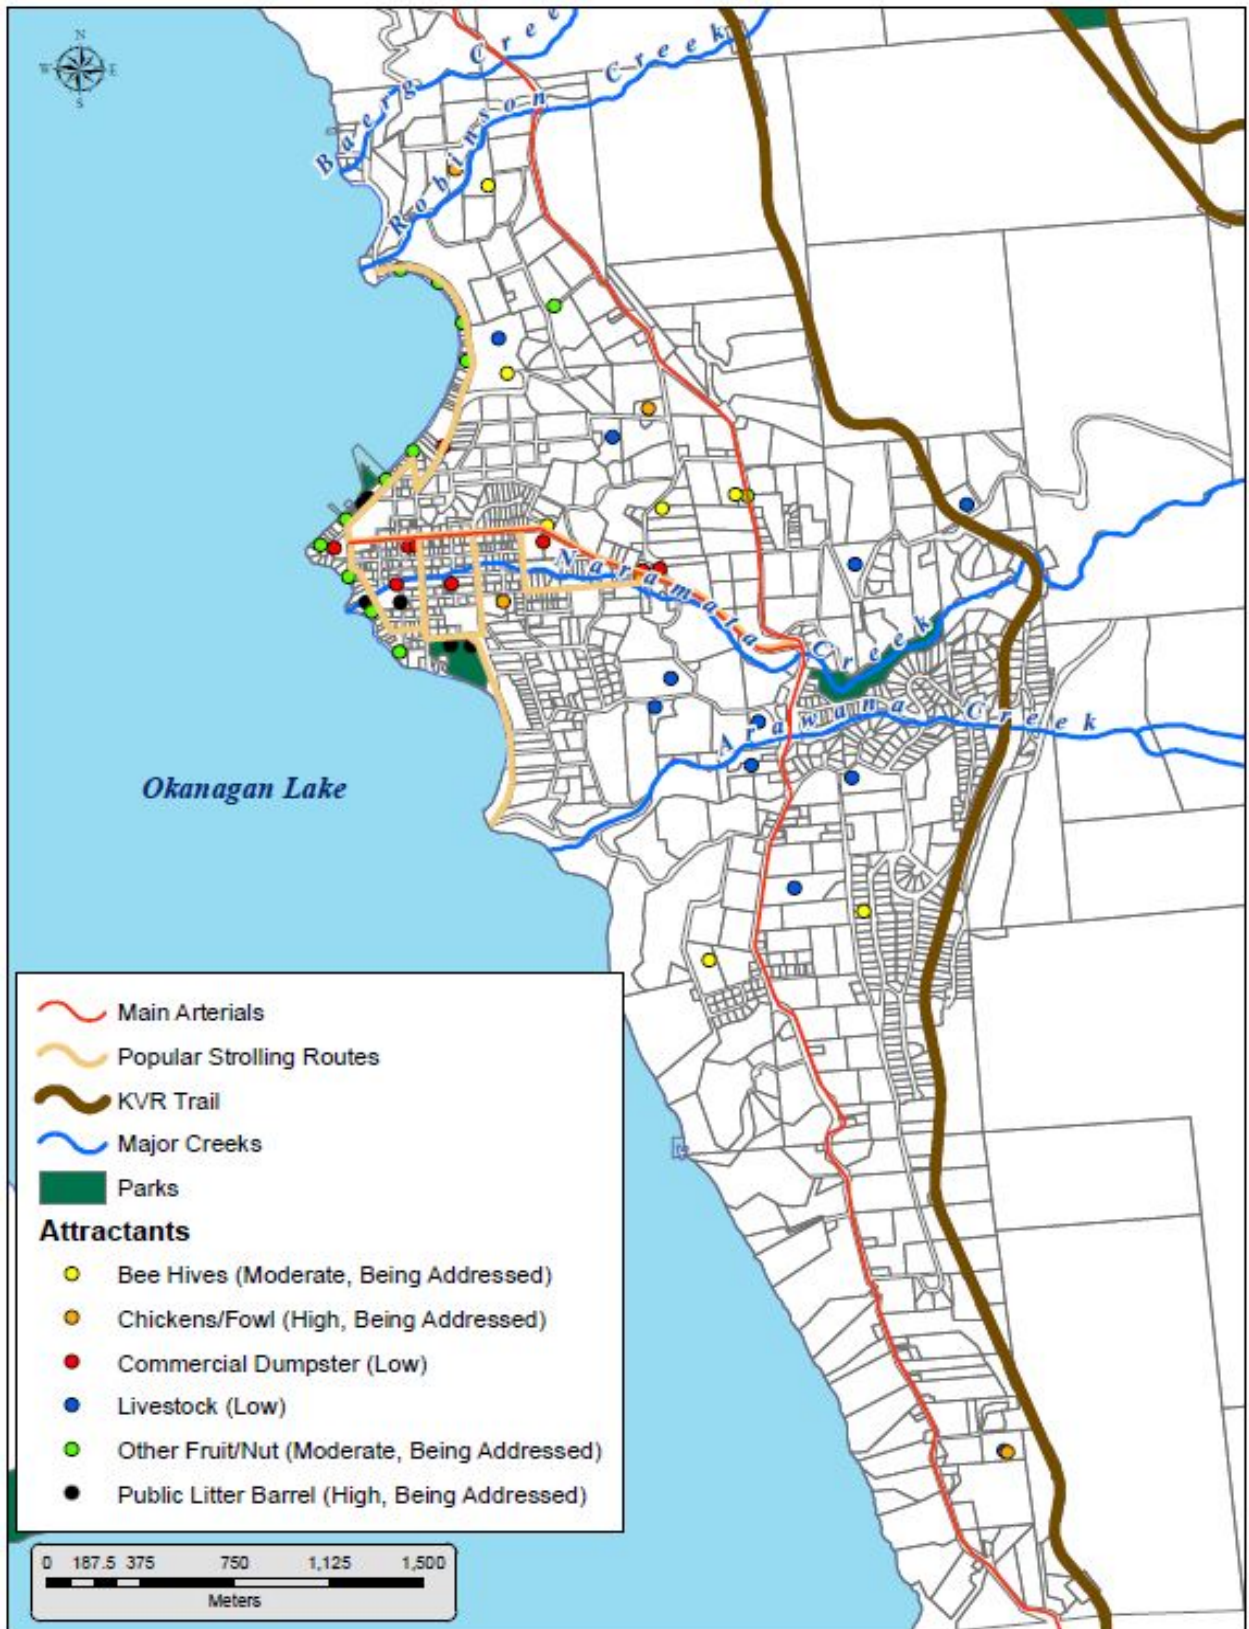 N
W E
S
Baerg Cree
Robinson Creek
Naramata Creek
Arawana Creek
Okanagan Lake
Main Arterials
Popular Strolling Routes
KVR Trail
Major Creeks
Parks
Attractants
Bee Hives (Moderate, Being Addressed)
Chickens/Fowl (High, Being Addressed)
Commercial Dumpster (Low)
Livestock (Low)
Other Fruit/Nut (Moderate, Being Addressed)
Public Litter Barrel (High, Being Addressed)
0 187.5 375 750 1,125 1,500
Meters